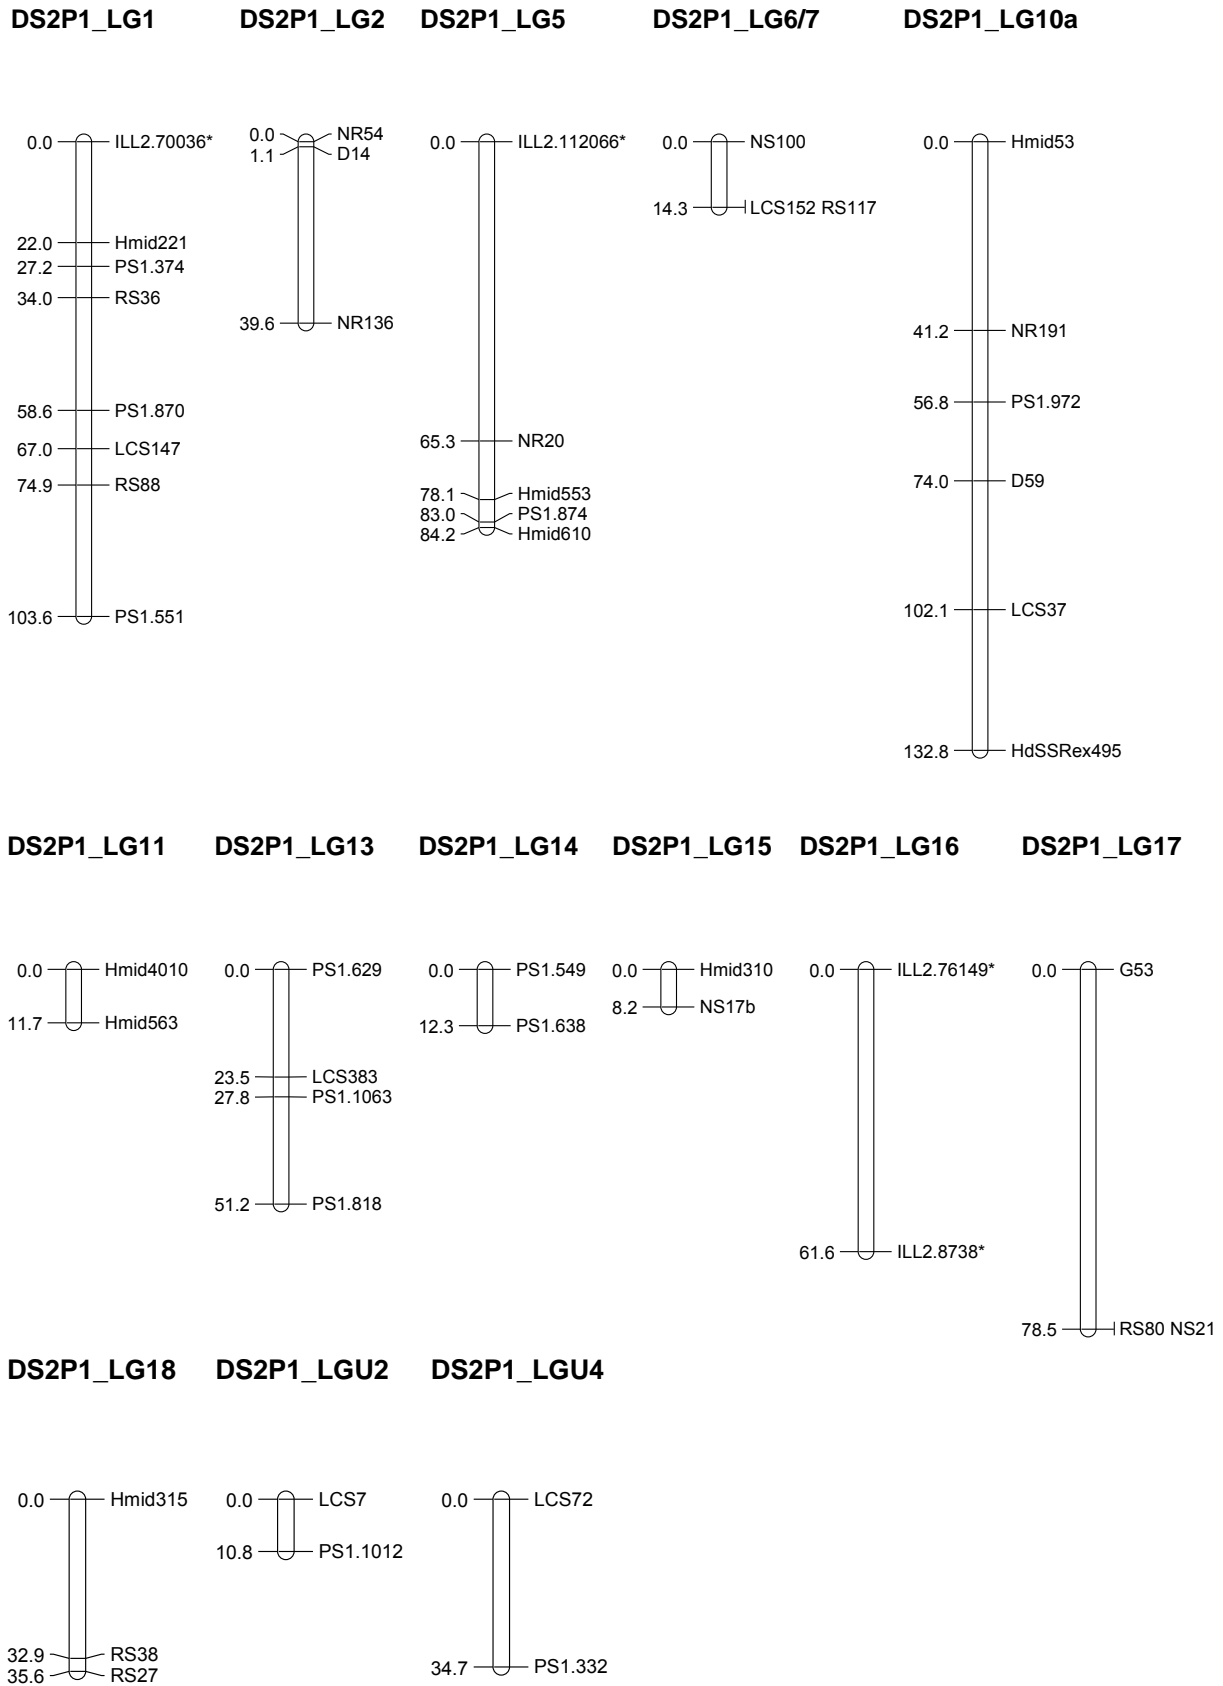 DS2P1_LG1 DS2P1_LG2 DS2P1_LG5 DS2P1_LG6/7 DS2P1_LG10a
0.0 ILL2.70036*
22.0 Hmid221
27.2 PS1.374
34.0 RS36
58.6 PS1.870
67.0 LCS147
74.9 RS88
103.6 PS1.551
0.0 NR54
1.1 D14
39.6 NR136
0.0 ILL2.112066*
65.3 NR20
78.1 Hmid553
83.0 PS1.874
84.2 Hmid610
0.0 NS100
14.3 LCS152 RS117
0.0 Hmid53
41.2 NR191
56.8 PS1.972
74.0 D59
102.1 LCS37
132.8 HdSSRex495
DS2P1_LG11 DS2P1_LG13 DS2P1_LG14 DS2P1_LG15 DS2P1_LG16 DS2P1_LG17
0.0 Hmid4010
11.7 Hmid563
0.0 PS1.629
23.5 LCS383
27.8 PS1.1063
51.2 PS1.818
0.0 PS1.549
12.3 PS1.638
0.0 Hmid310
8.2 NS17b
0.0 ILL2.76149*
61.6 ILL2.8738*
0.0 G53
78.5 RS80 NS21
DS2P1_LG18 DS2P1_LGU2 DS2P1_LGU4
0.0 Hmid315
32.9 RS38
35.6 RS27
0.0 LCS7
10.8 PS1.1012
0.0 LCS72
34.7 PS1.332